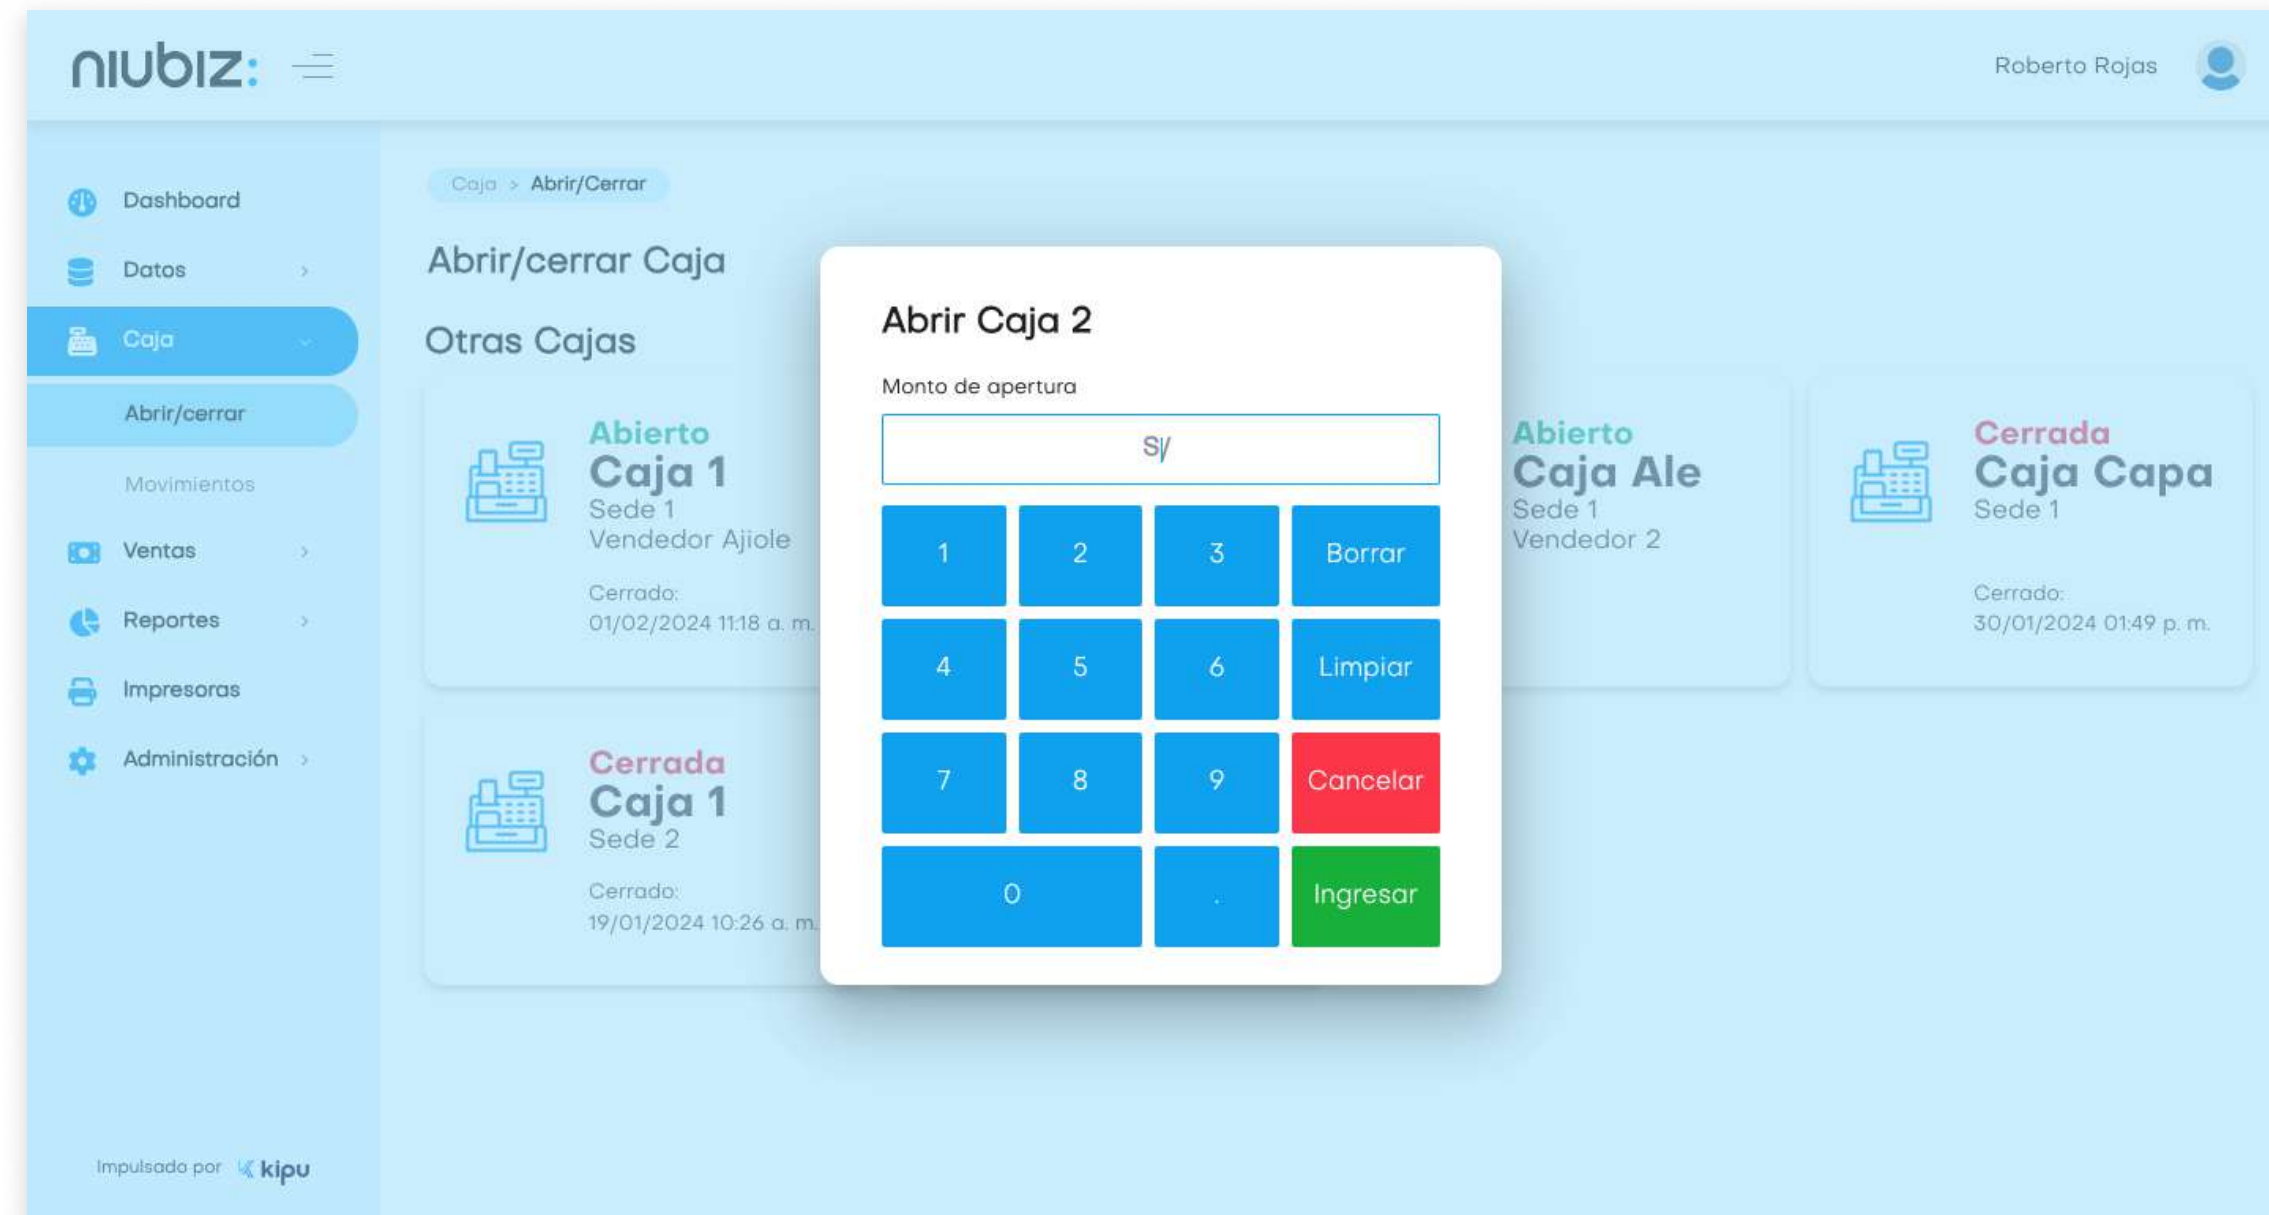 niubiz:
Roberto Rojas
Dashboard
Datos
Caja
Abrir/cerrar
Movimientos
Ventas
Reportes
Impresoras
Administración
Impulsado por kipu
Caja > Abrir/Cerrar
Abrir/cerrar Caja
Otras Cajas
Abierto
Caja 1
Sede 1
Vendedor Ajiole
Cerrado:
01/02/2024 11:18 a. m.
Abierto
Caja Ale
Sede 1
Vendedor 2
Cerrada
Caja Capa
Sede 1
Cerrado:
30/01/2024 01:49 p. m.
Cerrada
Caja 1
Sede 2
Cerrado:
19/01/2024 10:26 a. m.
Abrir Caja 2
Monto de apertura
S/
1 2 3 Borrar
4 5 6 Limpiar
7 8 9 Cancelar
0 . Ingresar